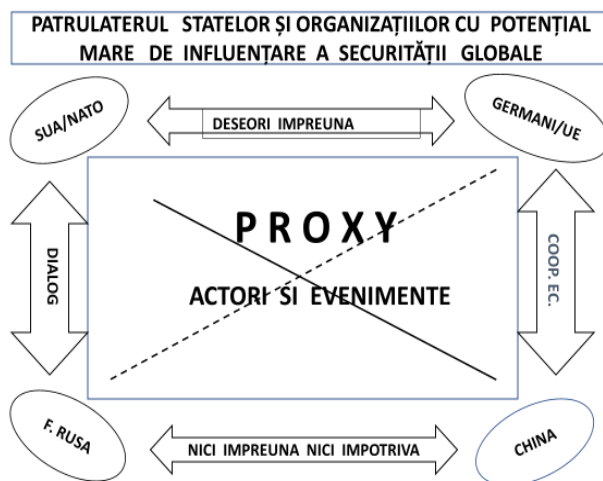 PATRULATERUL STATELOR ȘI ORGANIZAȚIILOR CU POTENȚIAL
MARE DE INFLUENȚARE A SECURITĂȚII GLOBALE
SUA/NATO
DESEORI IMPREUNA
GERMANI/UE
PROXY
ACTORI SI EVENIMENTE
DIALOG
COOP. EC.
F. RUSA
NICI IMPREUNA NICI IMPOTRIVA
CHINA